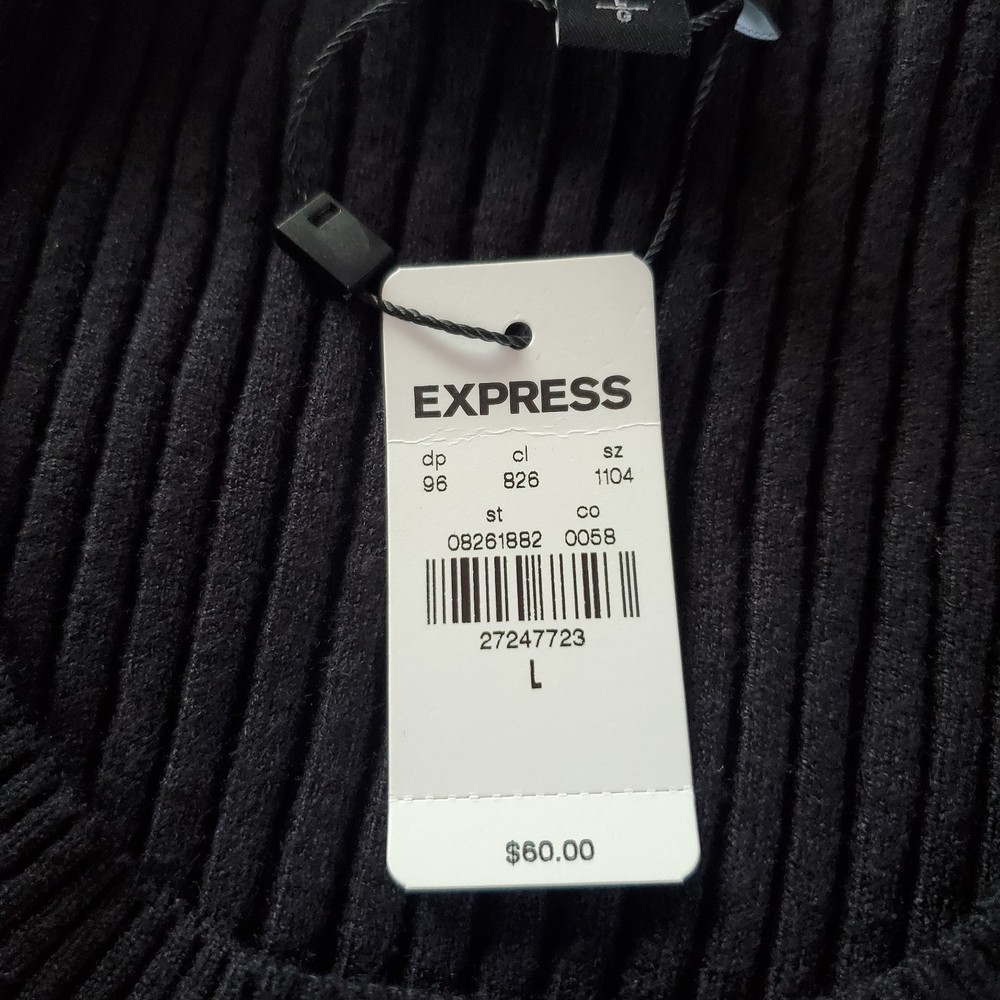 G
EXPRESS
dp cl sz
96 826 1104
st co
08261882 0058
27247723
L
$60.00